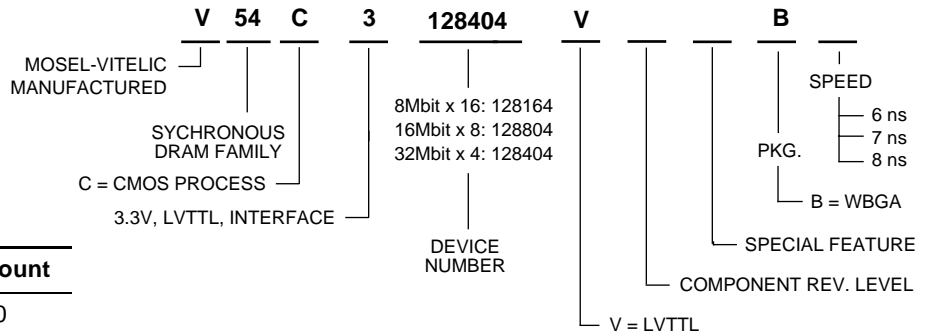 V 54 C 3 128404 V B
MOSEL-VITELIC
MANUFACTURED
SYCHRONOUS
DRAM FAMILY
C = CMOS PROCESS
3.3V, LVTTL, INTERFACE
8Mbit x 16: 128164
16Mbit x 8: 128804
32Mbit x 4: 128404
DEVICE
NUMBER
SPEED
6 ns
7 ns
8 ns
PKG.
B = WBGA
SPECIAL FEATURE
COMPONENT REV. LEVEL
V = LVTTL
ount